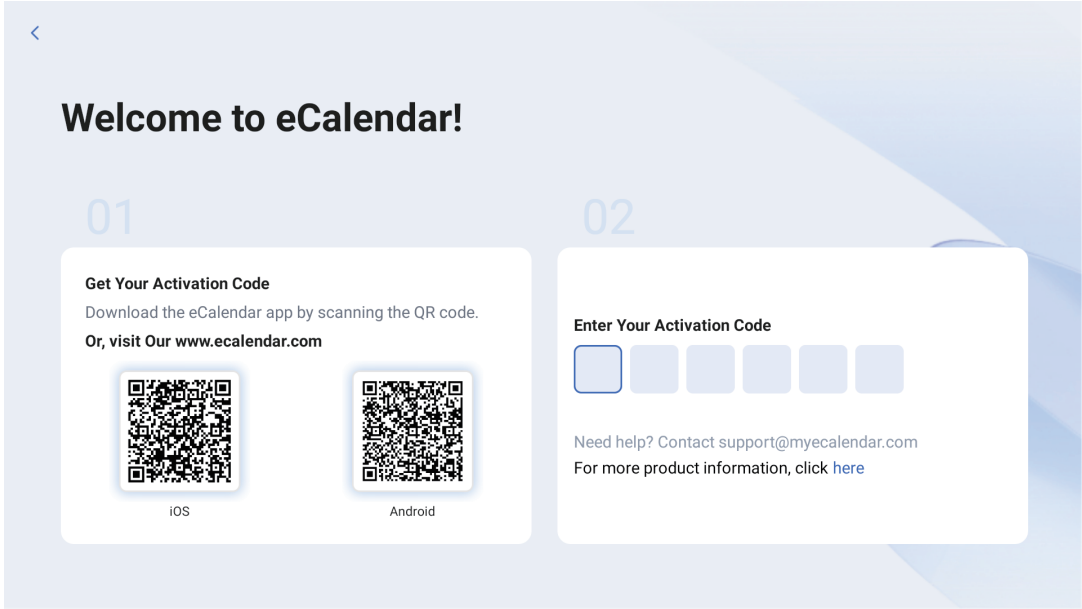 Welcome to eCalendar!
01
Get Your Activation Code
Download the eCalendar app by scanning the QR code.
Or, visit Our www.ecalendar.com
iOS
Android
02
Enter Your Activation Code
Need help? Contact support@myecalendar.com
For more product information, click here